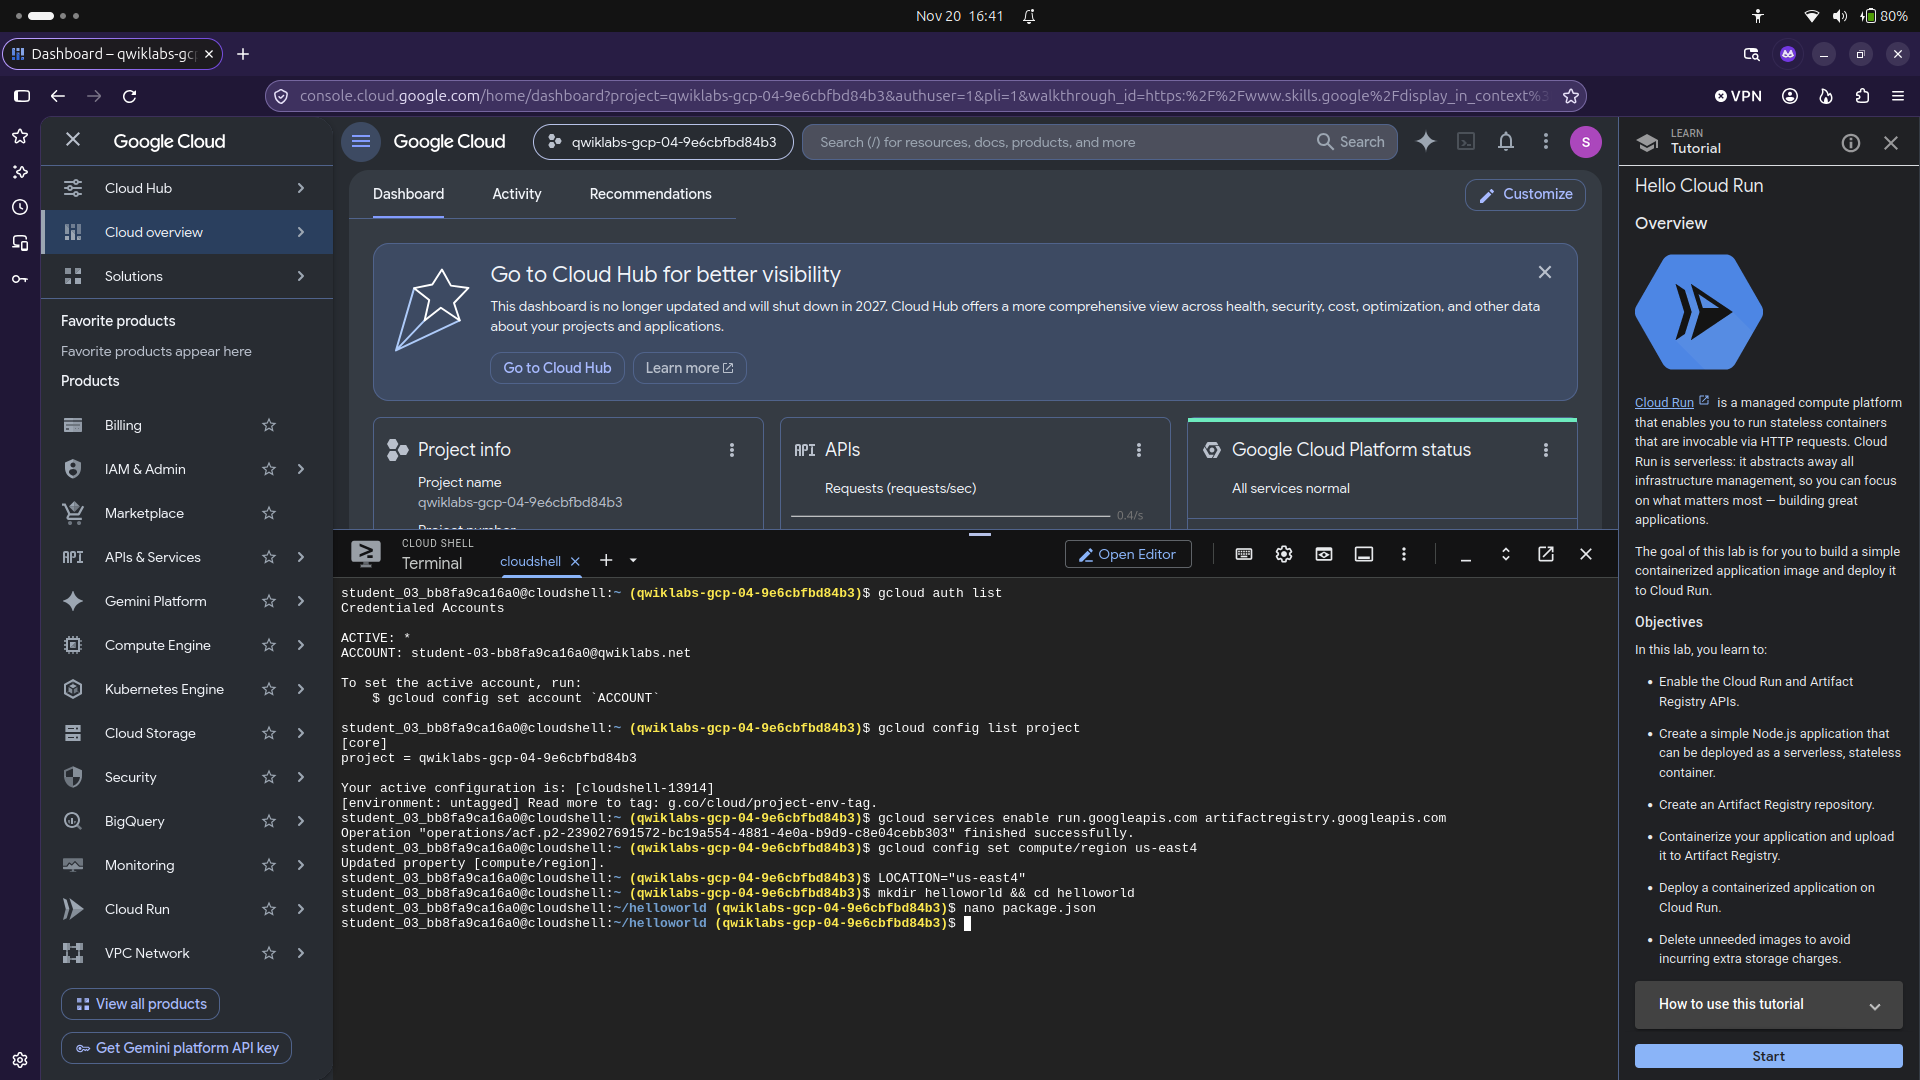 Nov 20 16:41
80%
Dashboard – qwiklabs-gc
console.cloud.google.com/home/dashboard?project=qwiklabs-gcp-04-9e6cbfbd84b3&authuser=1&pli=1&walkthrough_id=https:%2F%2Fwww.skills.google%2Fdisplay_in_context%3
VPN
Google Cloud
Cloud Hub
Cloud overview
Solutions
Favorite products
Favorite products appear here
Products
Billing
IAM & Admin
Marketplace
API APIs & Services
Gemini Platform
Compute Engine
Kubernetes Engine
Cloud Storage
Security
BigQuery
Monitoring
Cloud Run
VPC Network
View all products
Get Gemini platform API key
Google Cloud
qwiklabs-gcp-04-9e6cbfbd84b3
Search (/) for resources, docs, products, and more
Search
S
Dashboard
Activity
Recommendations
Customize
Go to Cloud Hub for better visibility
This dashboard is no longer updated and will shut down in 2027. Cloud Hub offers a more comprehensive view across health, security, cost, optimization, and other data
about your projects and applications.
Go to Cloud Hub
Learn more
Project info
Project name
qwiklabs-gcp-04-9e6cbfbd84b3
Project number
API APIs
Requests (requests/sec)
0.4/s
Google Cloud Platform status
All services normal
CLOUD SHELL
Terminal
cloudshell
Open Editor
student_03_bb8fa9ca16a0@cloudshell:~ (qwiklabs-gcp-04-9e6cbfbd84b3)$ gcloud auth list
Credentialed Accounts
ACTIVE: *
ACCOUNT: student-03-bb8fa9ca16a0@qwiklabs.net
To set the active account, run:
$ gcloud config set account `ACCOUNT`
student_03_bb8fa9ca16a0@cloudshell:~ (qwiklabs-gcp-04-9e6cbfbd84b3)$ gcloud config list project
[core]
project = qwiklabs-gcp-04-9e6cbfbd84b3
Your active configuration is: [cloudshell-13914]
[environment: untagged] Read more to tag: g.co/cloud/project-env-tag.
student_03_bb8fa9ca16a0@cloudshell:~ (qwiklabs-gcp-04-9e6cbfbd84b3)$ gcloud services enable run.googleapis.com artifactregistry.googleapis.com
Operation "operations/acf.p2-239027691572-bc19a554-4881-4e0a-b9d9-c8e04cebb303" finished successfully.
student_03_bb8fa9ca16a0@cloudshell:~ (qwiklabs-gcp-04-9e6cbfbd84b3)$ gcloud config set compute/region us-east4
Updated property [compute/region].
student_03_bb8fa9ca16a0@cloudshell:~ (qwiklabs-gcp-04-9e6cbfbd84b3)$ LOCATION="us-east4"
student_03_bb8fa9ca16a0@cloudshell:~ (qwiklabs-gcp-04-9e6cbfbd84b3)$ mkdir helloworld && cd helloworld
student_03_bb8fa9ca16a0@cloudshell:~/helloworld (qwiklabs-gcp-04-9e6cbfbd84b3)$ nano package.json
student_03_bb8fa9ca16a0@cloudshell:~/helloworld (qwiklabs-gcp-04-9e6cbfbd84b3)$
LEARN
Tutorial
Hello Cloud Run
Overview
Cloud Run is a managed compute platform
that enables you to run stateless containers
that are invocable via HTTP requests. Cloud
Run is serverless: it abstracts away all
infrastructure management, so you can focus
on what matters most — building great
applications.
The goal of this lab is for you to build a simple
containerized application image and deploy it
to Cloud Run.
Objectives
In this lab, you learn to:
• Enable the Cloud Run and Artifact
Registry APIs.
• Create a simple Node.js application that
can be deployed as a serverless, stateless
container.
• Create an Artifact Registry repository.
• Containerize your application and upload
it to Artifact Registry.
• Deploy a containerized application on
Cloud Run.
• Delete unneeded images to avoid
incurring extra storage charges.
How to use this tutorial
Start